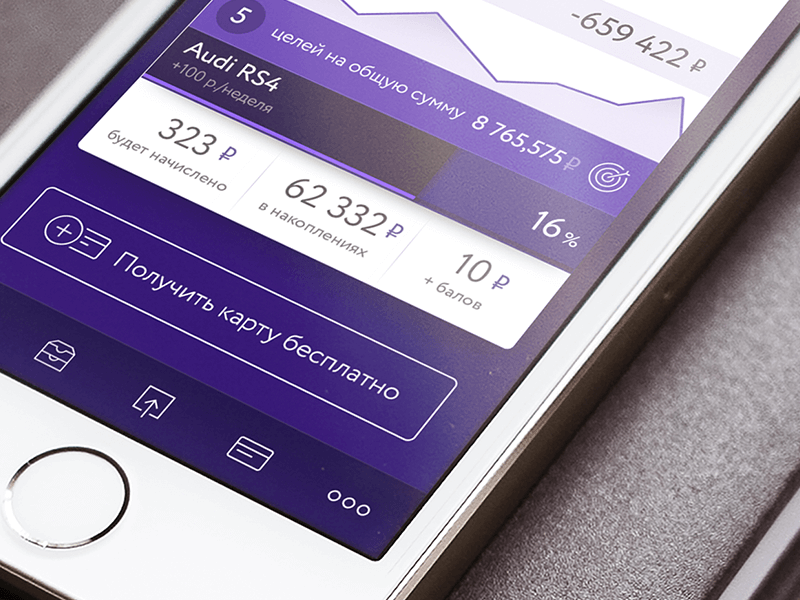 -659 422 ₽
5 целей на общую сумму 8 765,575 ₽
Audi RS4
+100 р/неделя
16%
323 ₽
будет начислено
62 332 ₽
в накоплениях
10 ₽
+ балов
Получить карту бесплатно